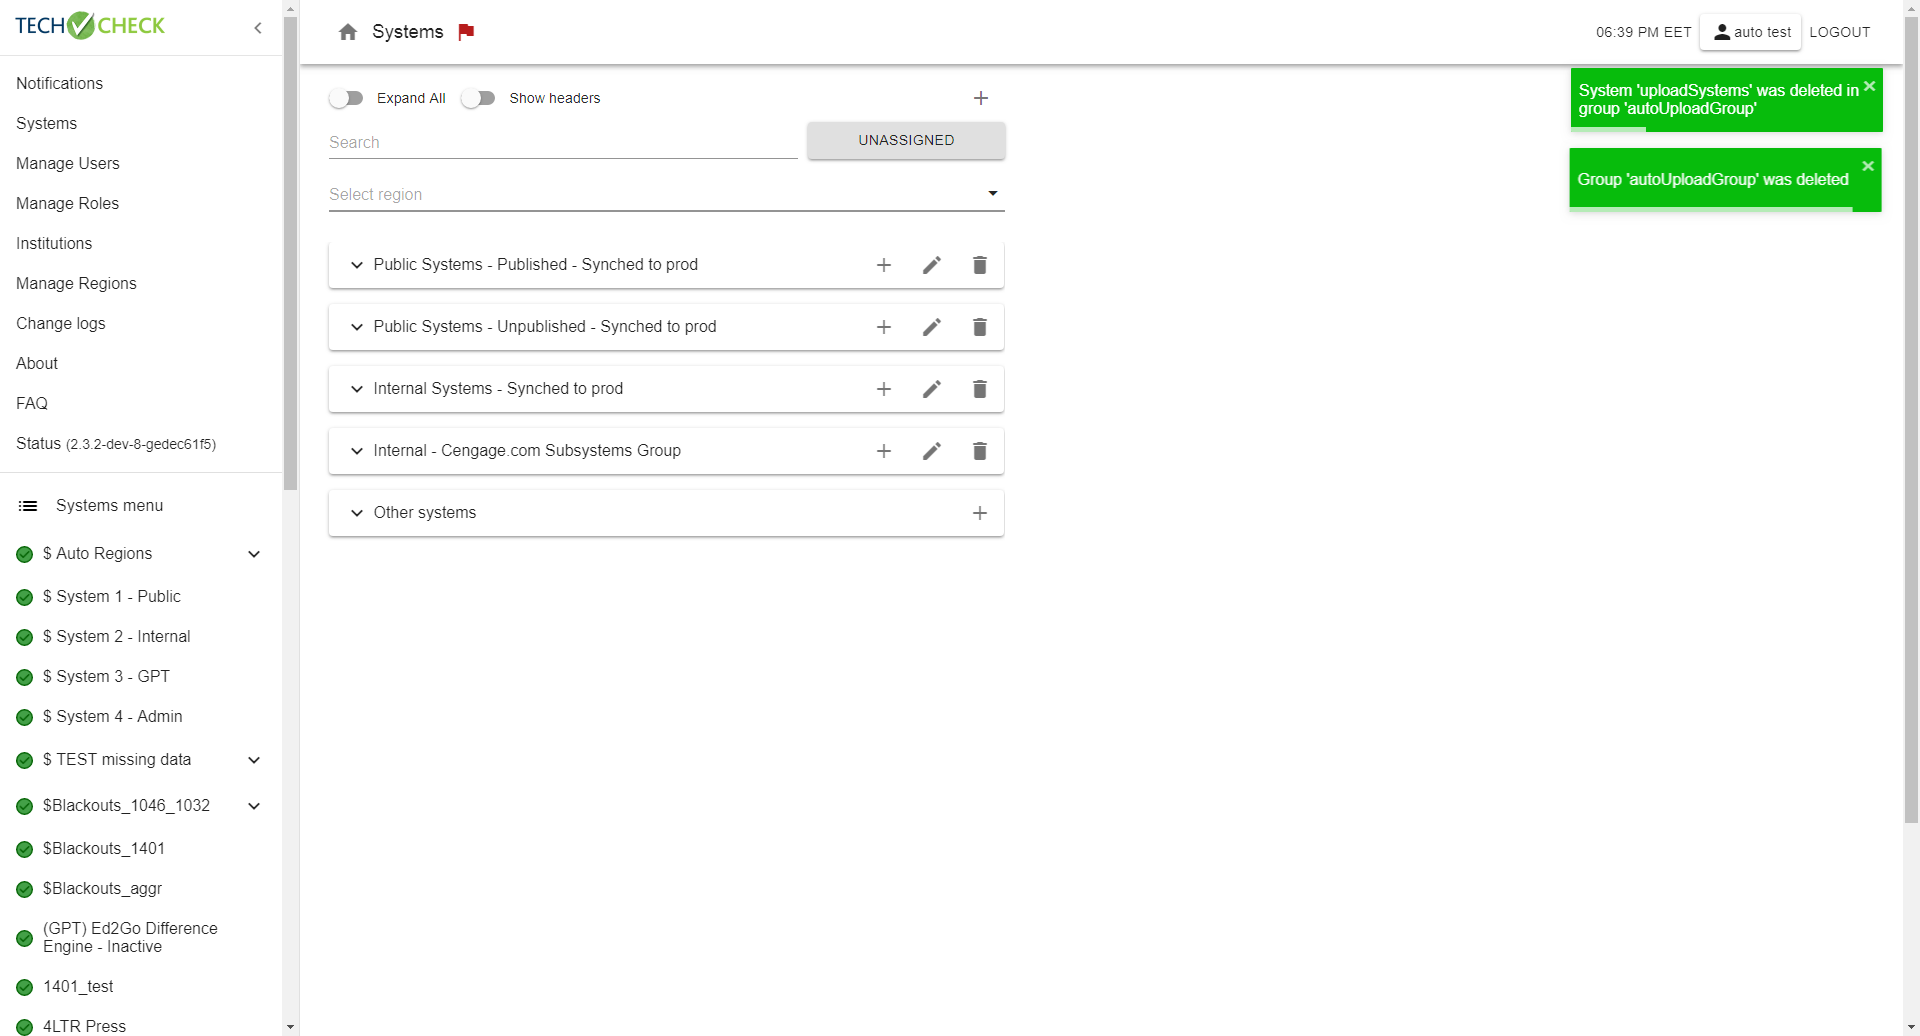 TECH CHECK
Notifications
Systems
Manage Users
Manage Roles
Institutions
Manage Regions
Change logs
About
FAQ
Status (2.3.2-dev-8-gedec61f5)
Systems menu
$ Auto Regions
$ System 1 - Public
$ System 2 - Internal
$ System 3 - GPT
$ System 4 - Admin
$ TEST missing data
$Blackouts_1046_1032
$Blackouts_1401
$Blackouts_aggr
(GPT) Ed2Go Difference
Engine - Inactive
1401_test
4LTR Press
Systems
06:39 PM EET
auto test
LOGOUT
Expand All
Show headers
Search
UNASSIGNED
Select region
Public Systems - Published - Synched to prod
Public Systems - Unpublished - Synched to prod
Internal Systems - Synched to prod
Internal - Cengage.com Subsystems Group
Other systems
System 'uploadSystems' was deleted in
group 'autoUploadGroup'
Group 'autoUploadGroup' was deleted